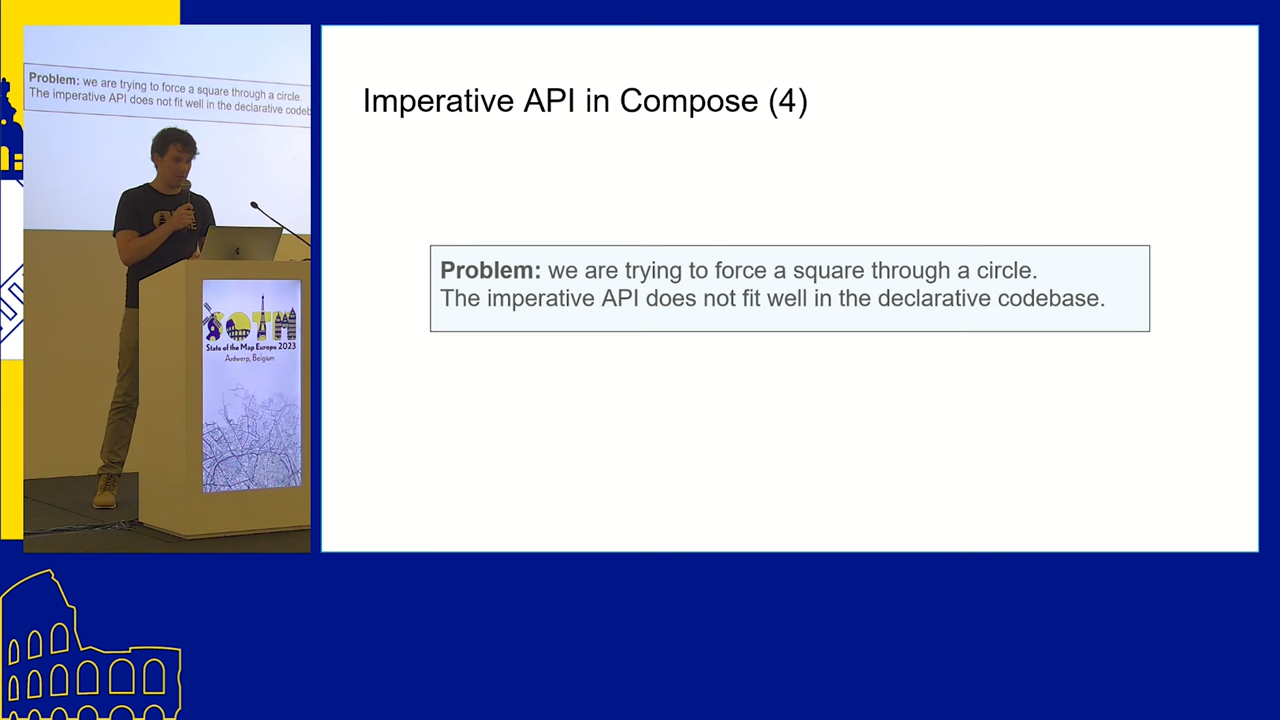 Problem: we are trying to force a square through a circle.
The imperative API does not fit well in the declarative codeb
SOTM
State of the Map Europe 2023
Antwerp, Belgium
Imperative API in Compose (4)
Problem: we are trying to force a square through a circle.
The imperative API does not fit well in the declarative codebase.